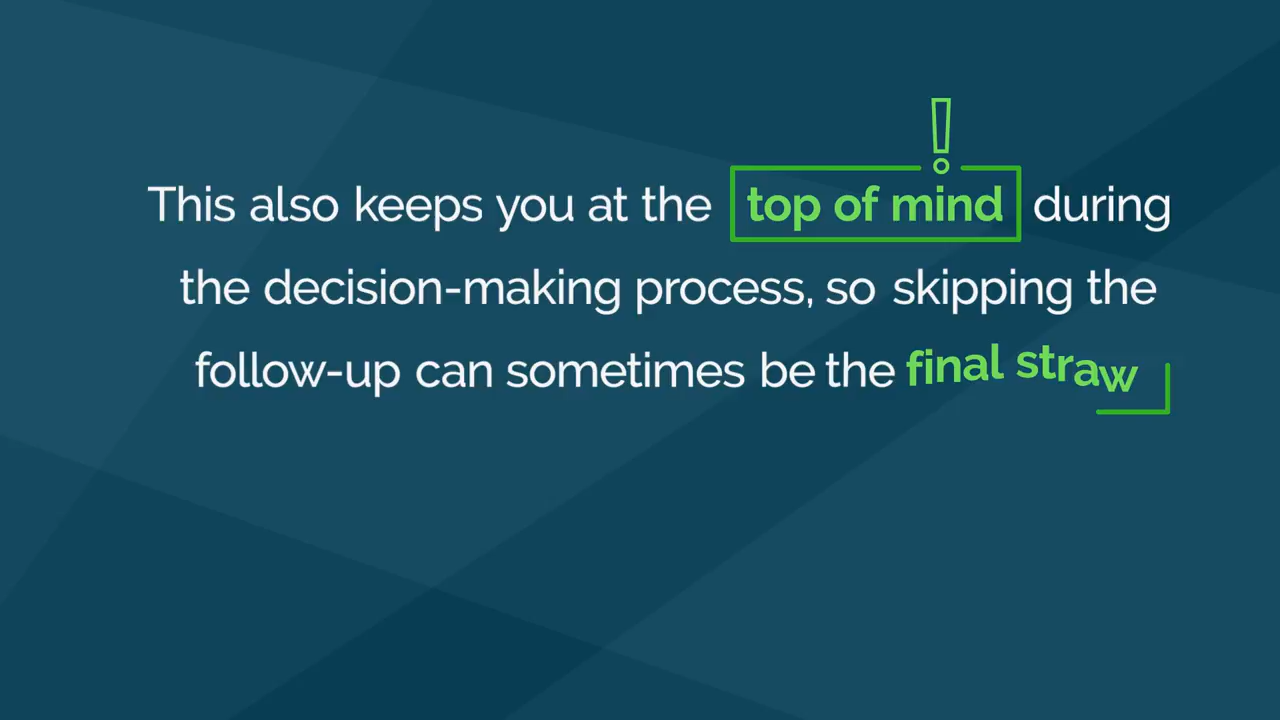 This also keeps you at the top of mind during
the decision-making process, so skipping the
follow-up can sometimes be the final straw